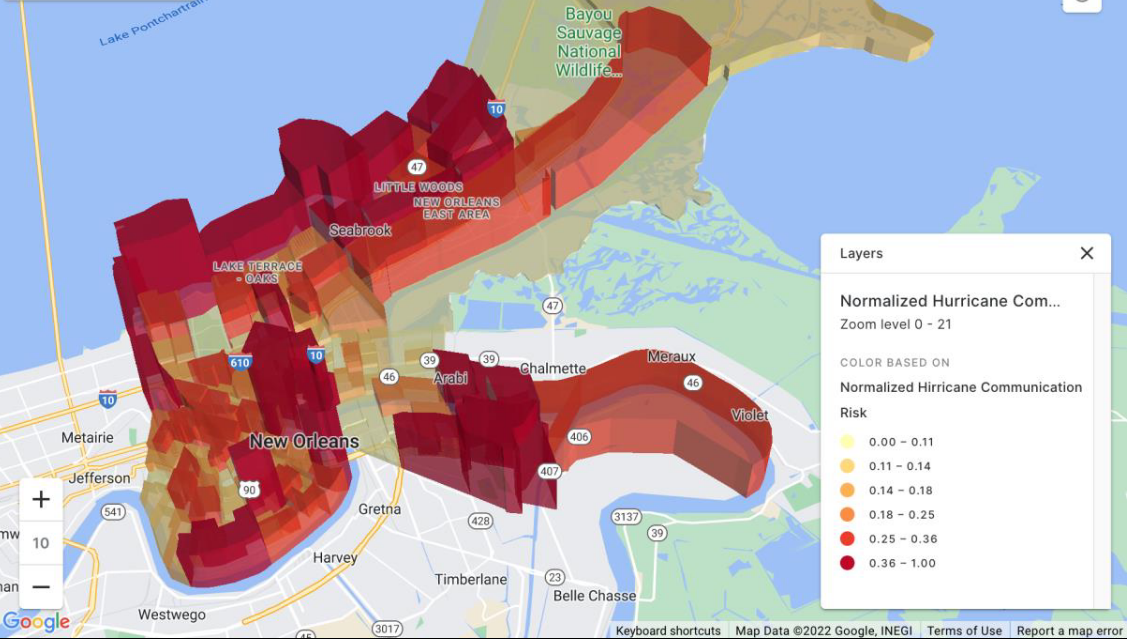 Lake Pontchartrain
Bayou
Sauvage
National
Wildlife...
10
47
LITTLE WOODS
NEW ORLEANS
EAST AREA
Seabrook
LAKE TERRACE
- OAKS
47
39
39
610
10
46
Arabi
Chalmette
Meraux
46
10
Violet
Metairie
New Orleans
406
407
Jefferson
90
541
Gretna
428
3137
39
Harvey
Timberlane
23
Belle Chasse
Westwego
3017
45
+
10
−
Google
Layers
Normalized Hurricane Com...
Zoom level 0 - 21
COLOR BASED ON
Normalized Hirricane Communication
Risk
0.00 – 0.11
0.11 – 0.14
0.14 – 0.18
0.18 – 0.25
0.25 – 0.36
0.36 – 1.00
Keyboard shortcuts
Map Data ©2022 Google, INEGI
Terms of Use
Report a map error